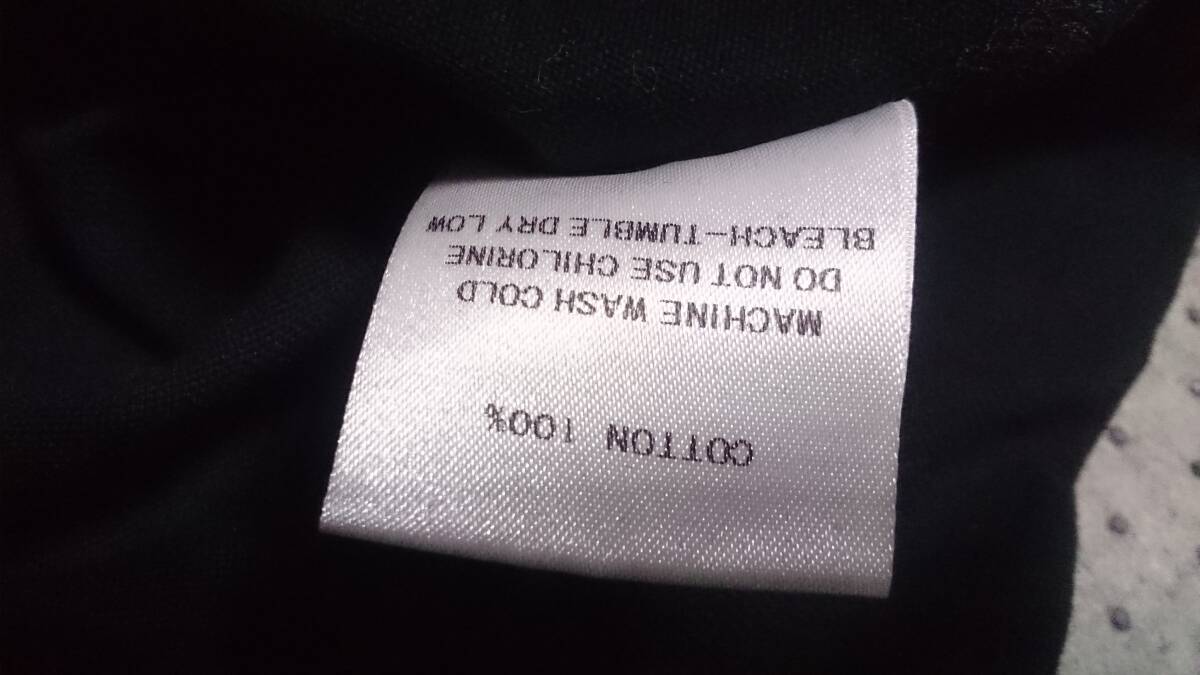 COTTON 100%
MACHINE WASH COLD
DO NOT USE CHILORINE
BLEACH-TUMBLE DRY LOW